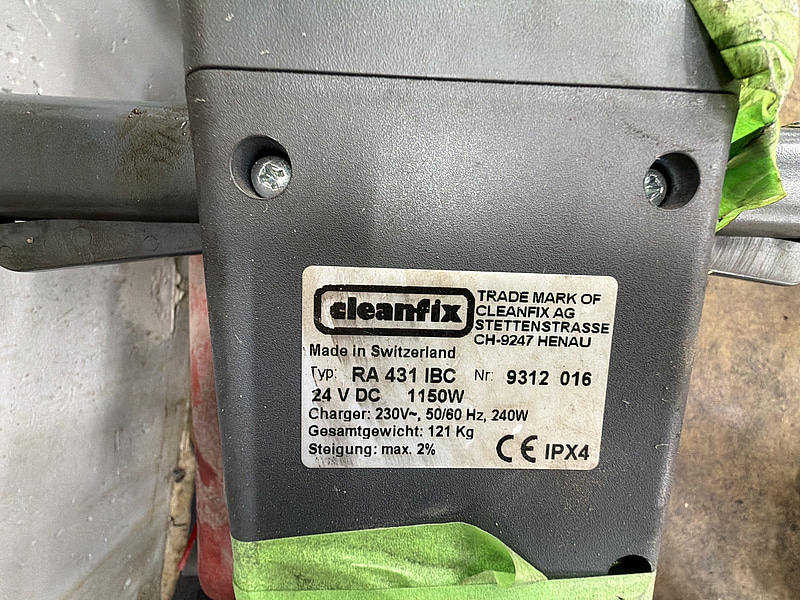 cleanfix
TRADE MARK OF
CLEANFIX AG
STETTENSTRASSE
CH-9247 HENAU
Made in Switzerland
Typ: RA 431 IBC Nr: 9312 016
24 V DC 1150W
Charger: 230V~, 50/60 Hz, 240W
Gesamtgewicht: 121 Kg
Steigung: max. 2%
CE IPX4